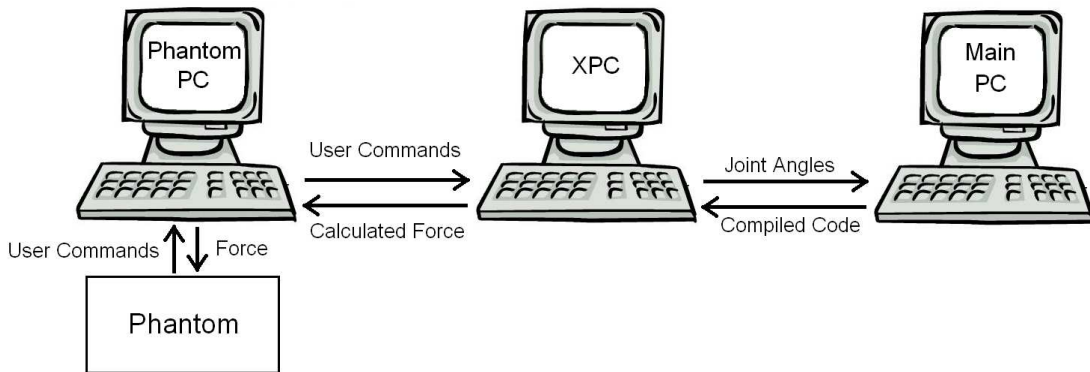 Phantom
PC
XPC
Main
PC
User Commands
Joint Angles
Calculated Force
Compiled Code
User Commands
Force
Phantom